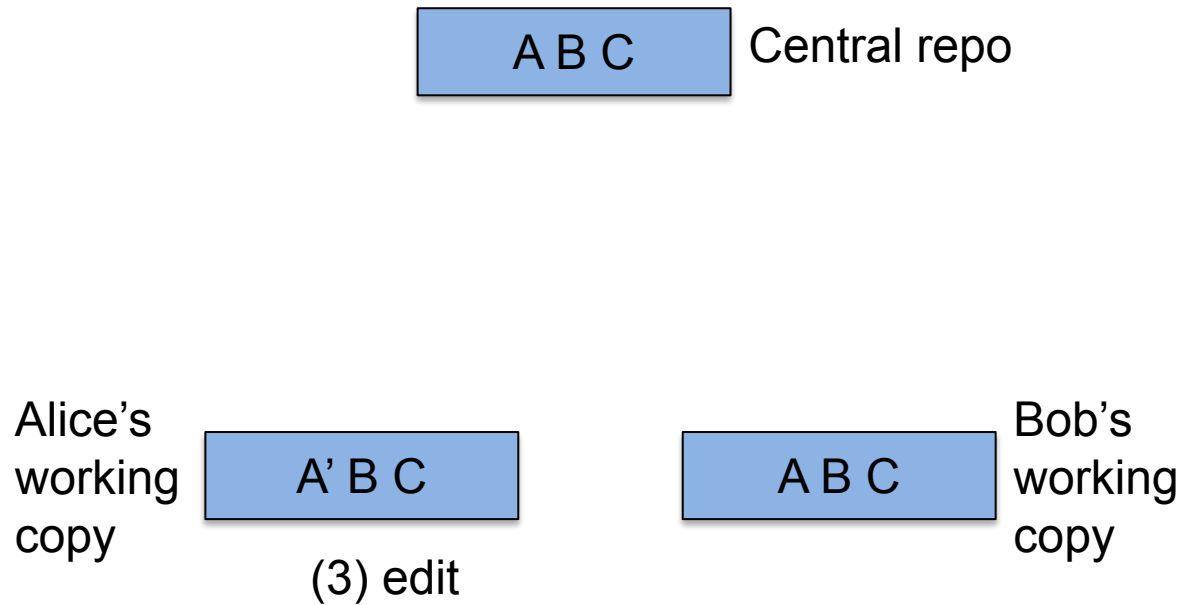 A B C
Central repo
Alice’s
working
copy
A’ B C
(3) edit
A B C
Bob’s
working
copy